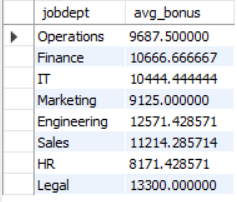 jobdept avg_bonus
Operations 9687.500000
Finance 10666.666667
IT 10444.444444
Marketing 9125.000000
Engineering 12571.428571
Sales 11214.285714
HR 8171.428571
Legal 13300.000000